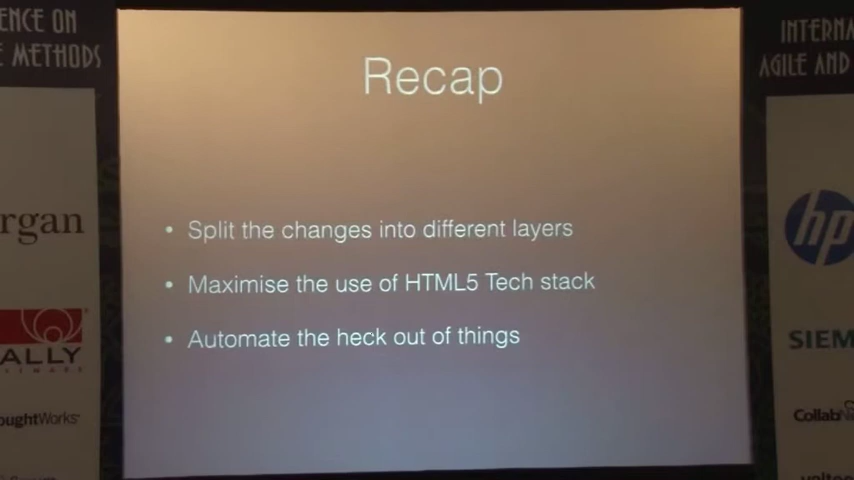 ENCE ON
METHODS
INTERNA
AGILE AND
Recap
• Split the changes into different layers
• Maximise the use of HTML5 Tech stack
• Automate the heck out of things
rgan
ALLY
oughtWorks
hp
SIEM